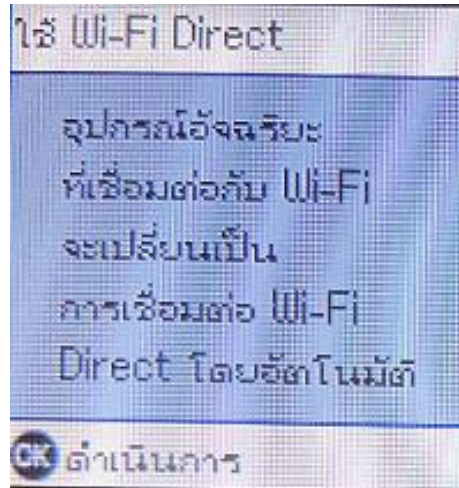 ใช้ Wi-Fi Direct
อุปกรณ์อัจฉริยะ
ที่เชื่อมต่อกับ Wi-Fi
จะเปลี่ยนเป็น
การเชื่อมต่อ Wi-Fi
Direct โดยอัตโนมัติ
OK ดำเนินการ